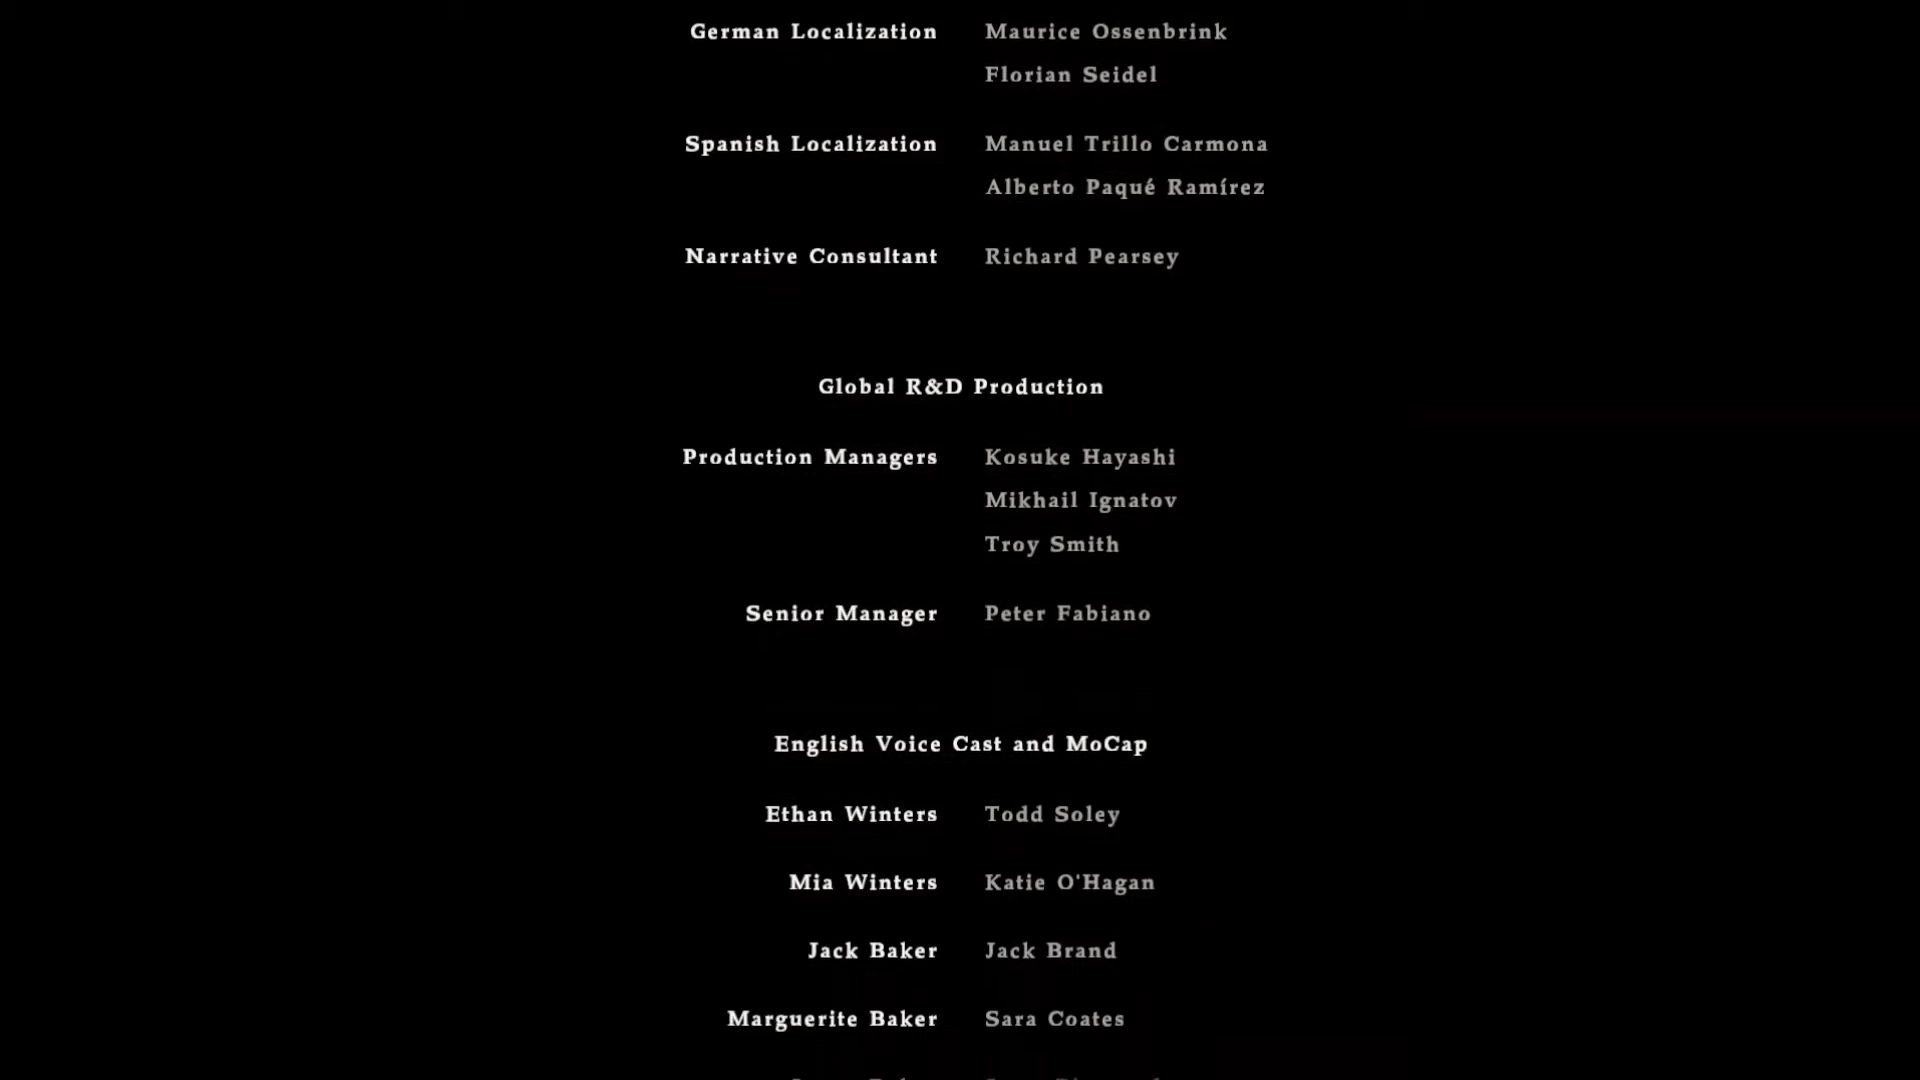 German Localization Maurice Ossenbrink
Florian Seidel
Spanish Localization Manuel Trillo Carmona
Alberto Paqué Ramírez
Narrative Consultant Richard Pearsey
Global R&D Production
Production Managers Kosuke Hayashi
Mikhail Ignatov
Troy Smith
Senior Manager Peter Fabiano
English Voice Cast and MoCap
Ethan Winters Todd Soley
Mia Winters Katie O'Hagan
Jack Baker Jack Brand
Marguerite Baker Sara Coates